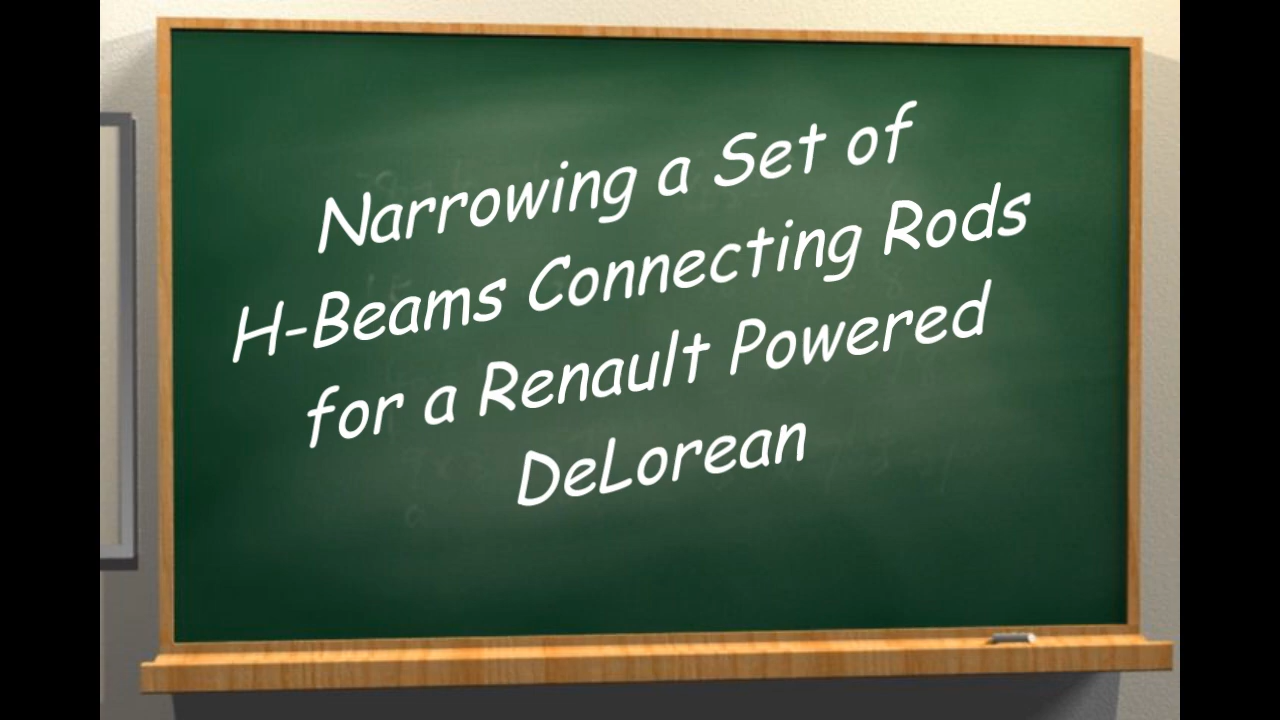 Narrowing a Set of
H-Beams Connecting Rods
for a Renault Powered
DeLorean